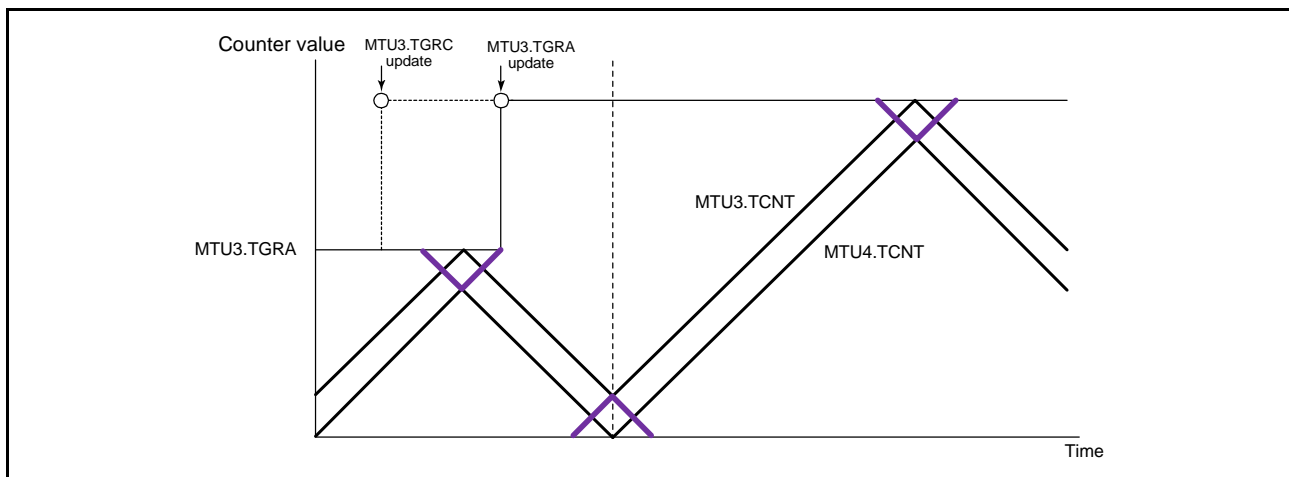 Counter value
MTU3.TGRC
update
MTU3.TGRA
update
MTU3.TCNT
MTU3.TGRA
MTU4.TCNT
Time